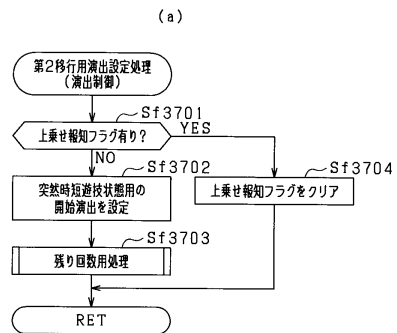 (a)
第2移行用演出設定処理
(演出制御)
Sf3701
上乗せ報知フラグ有り?
YES
NO
Sf3702
Sf3704
突然時短遊技状態用の
開始演出を設定
上乗せ報知フラグをクリア
Sf3703
残り回数用処理
RET